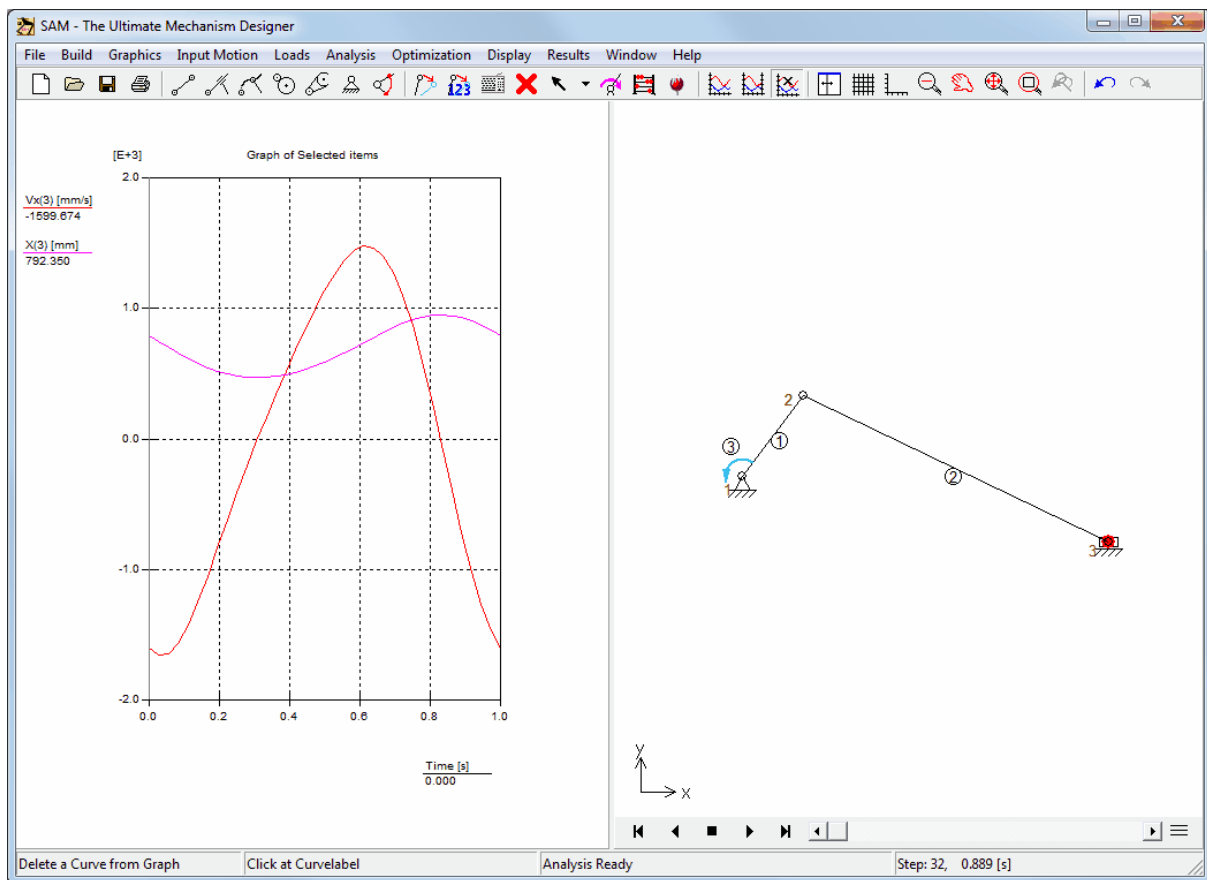 SAM - The Ultimate Mechanism Designer
File Build Graphics Input Motion Loads Analysis Optimization Display Results Window Help
123
[E+3] Graph of Selected items
Vx(3) [mm/s]
-1599.674
X(3) [mm]
792.350
2.0
1.0
0.0
-1.0
-2.0
0.0 0.2 0.4 0.6 0.8 1.0
Time [s]
0.000
2
3
1
1
2
3
y
x
Delete a Curve from Graph Click at Curvelabel Analysis Ready Step: 32, 0.889 [s]